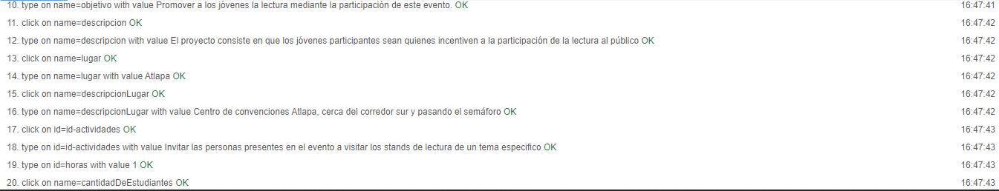 10. type on name=objetivo with value Promover a los jóvenes la lectura mediante la participación de este evento. OK 16:47:41
11. click on name=descripcion OK 16:47:42
12. type on name=descripcion with value El proyecto consiste en que los jóvenes participantes sean quienes incentiven a la participación de la lectura al público OK 16:47:42
13. click on name=lugar OK 16:47:42
14. type on name=lugar with value Atlapa OK 16:47:42
15. click on name=descripcionLugar OK 16:47:42
16. type on name=descripcionLugar with value Centro de convenciones Atlapa, cerca del corredor sur y pasando el semáforo OK 16:47:42
17. click on id=id-actividades OK 16:47:43
18. type on id=id-actividades with value Invitar las personas presentes en el evento a visitar los stands de lectura de un tema especifico OK 16:47:43
19. type on id=horas with value 1 OK 16:47:43
20. click on name=cantidadDeEstudiantes OK 16:47:43